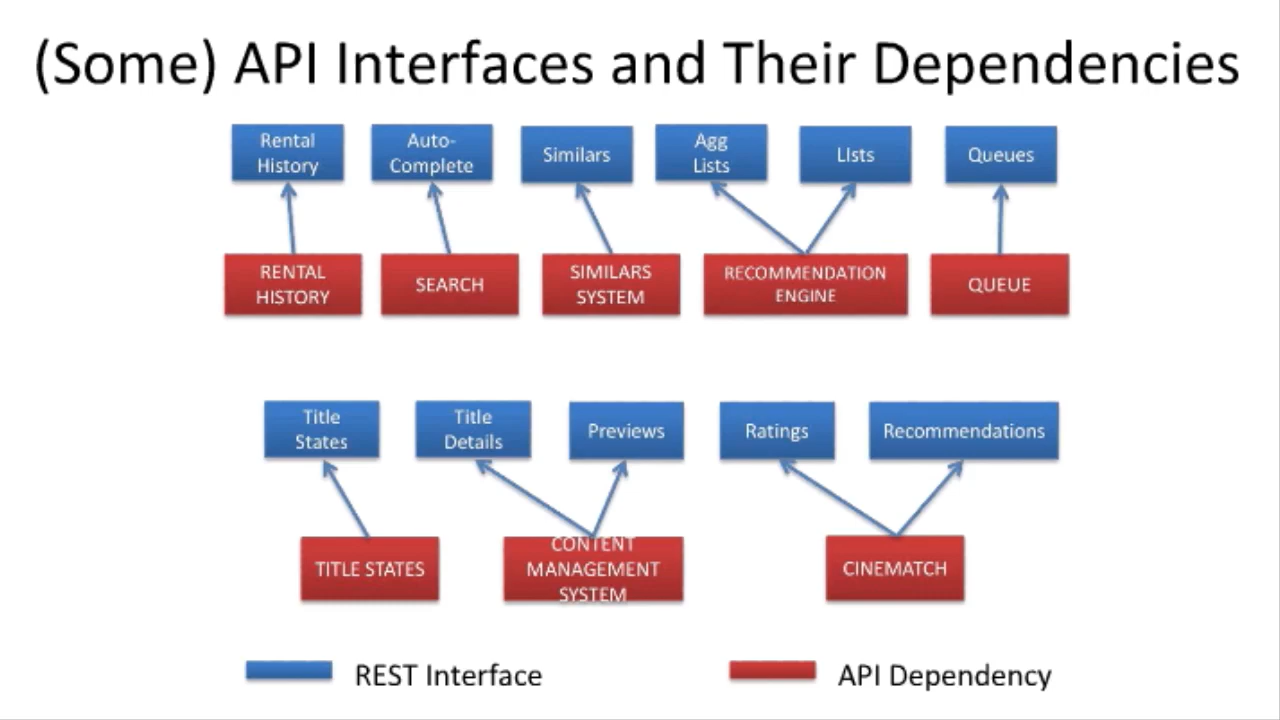 (Some) API Interfaces and Their Dependencies
Rental
History
Auto-
Complete
Similars
Agg
Lists
LIsts
Queues
RENTAL
HISTORY
SEARCH
SIMILARS
SYSTEM
RECOMMENDATION
ENGINE
QUEUE
Title
States
Title
Details
Previews
Ratings
Recommendations
TITLE STATES
CONTENT
MANAGEMENT
SYSTEM
CINEMATCH
REST Interface
API Dependency